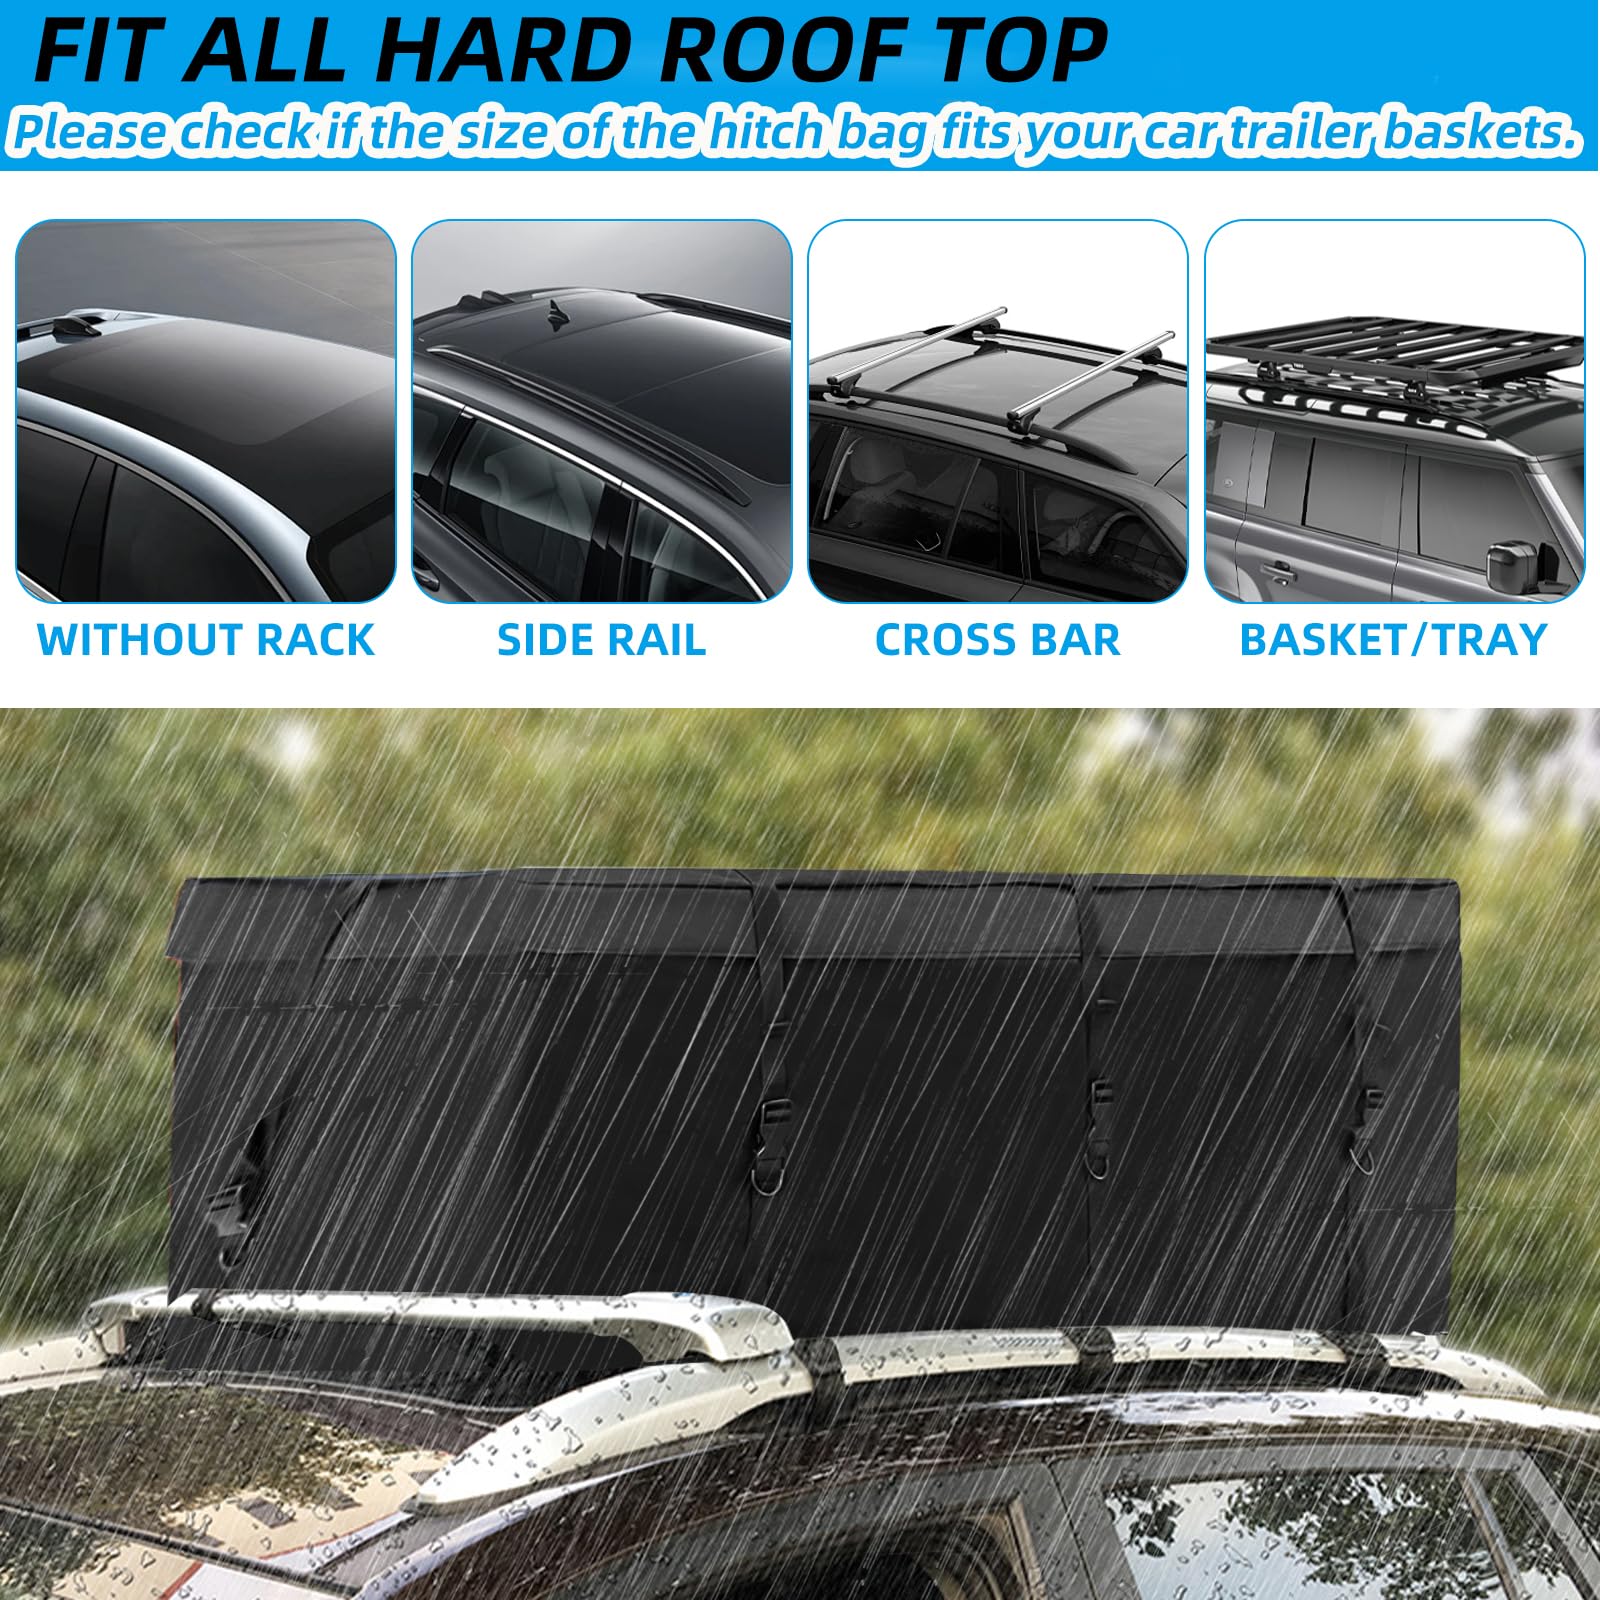 FIT ALL HARD ROOF TOP
Please check if the size of the hitch bag fits your car trailer baskets.
WITHOUT RACK
SIDE RAIL
CROSS BAR
BASKET/TRAY